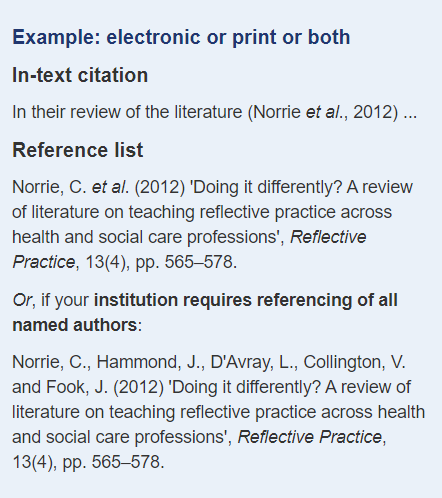 Example: electronic or print or both
In-text citation
In their review of the literature (Norrie et al., 2012) ...
Reference list
Norrie, C. et al. (2012) 'Doing it differently? A review
of literature on teaching reflective practice across
health and social care professions', Reflective
Practice, 13(4), pp. 565–578.
Or, if your institution requires referencing of all
named authors:
Norrie, C., Hammond, J., D'Avray, L., Collington, V.
and Fook, J. (2012) 'Doing it differently? A review of
literature on teaching reflective practice across health
and social care professions', Reflective Practice,
13(4), pp. 565–578.